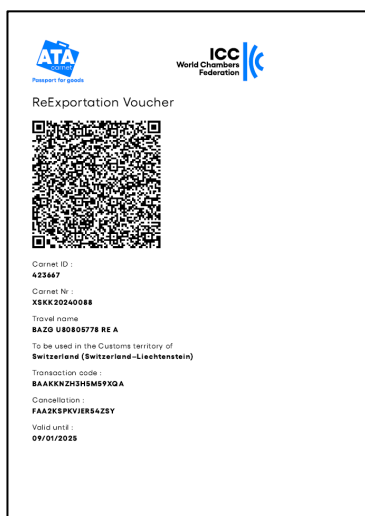 ATA
carnet
Passport for goods
ICC
World Chambers
Federation
ReExportation Voucher
Carnet ID :
423667
Carnet Nr :
XSKK20240088
Travel name
BAZG U80805778 RE A
To be used in the Customs territory of
Switzerland (Switzerland–Liechtenstein)
Transaction code :
BAAKKNZH3H5M59XQA
Cancellation :
FAA2KSPKVJER54ZSY
Valid until :
09/01/2025